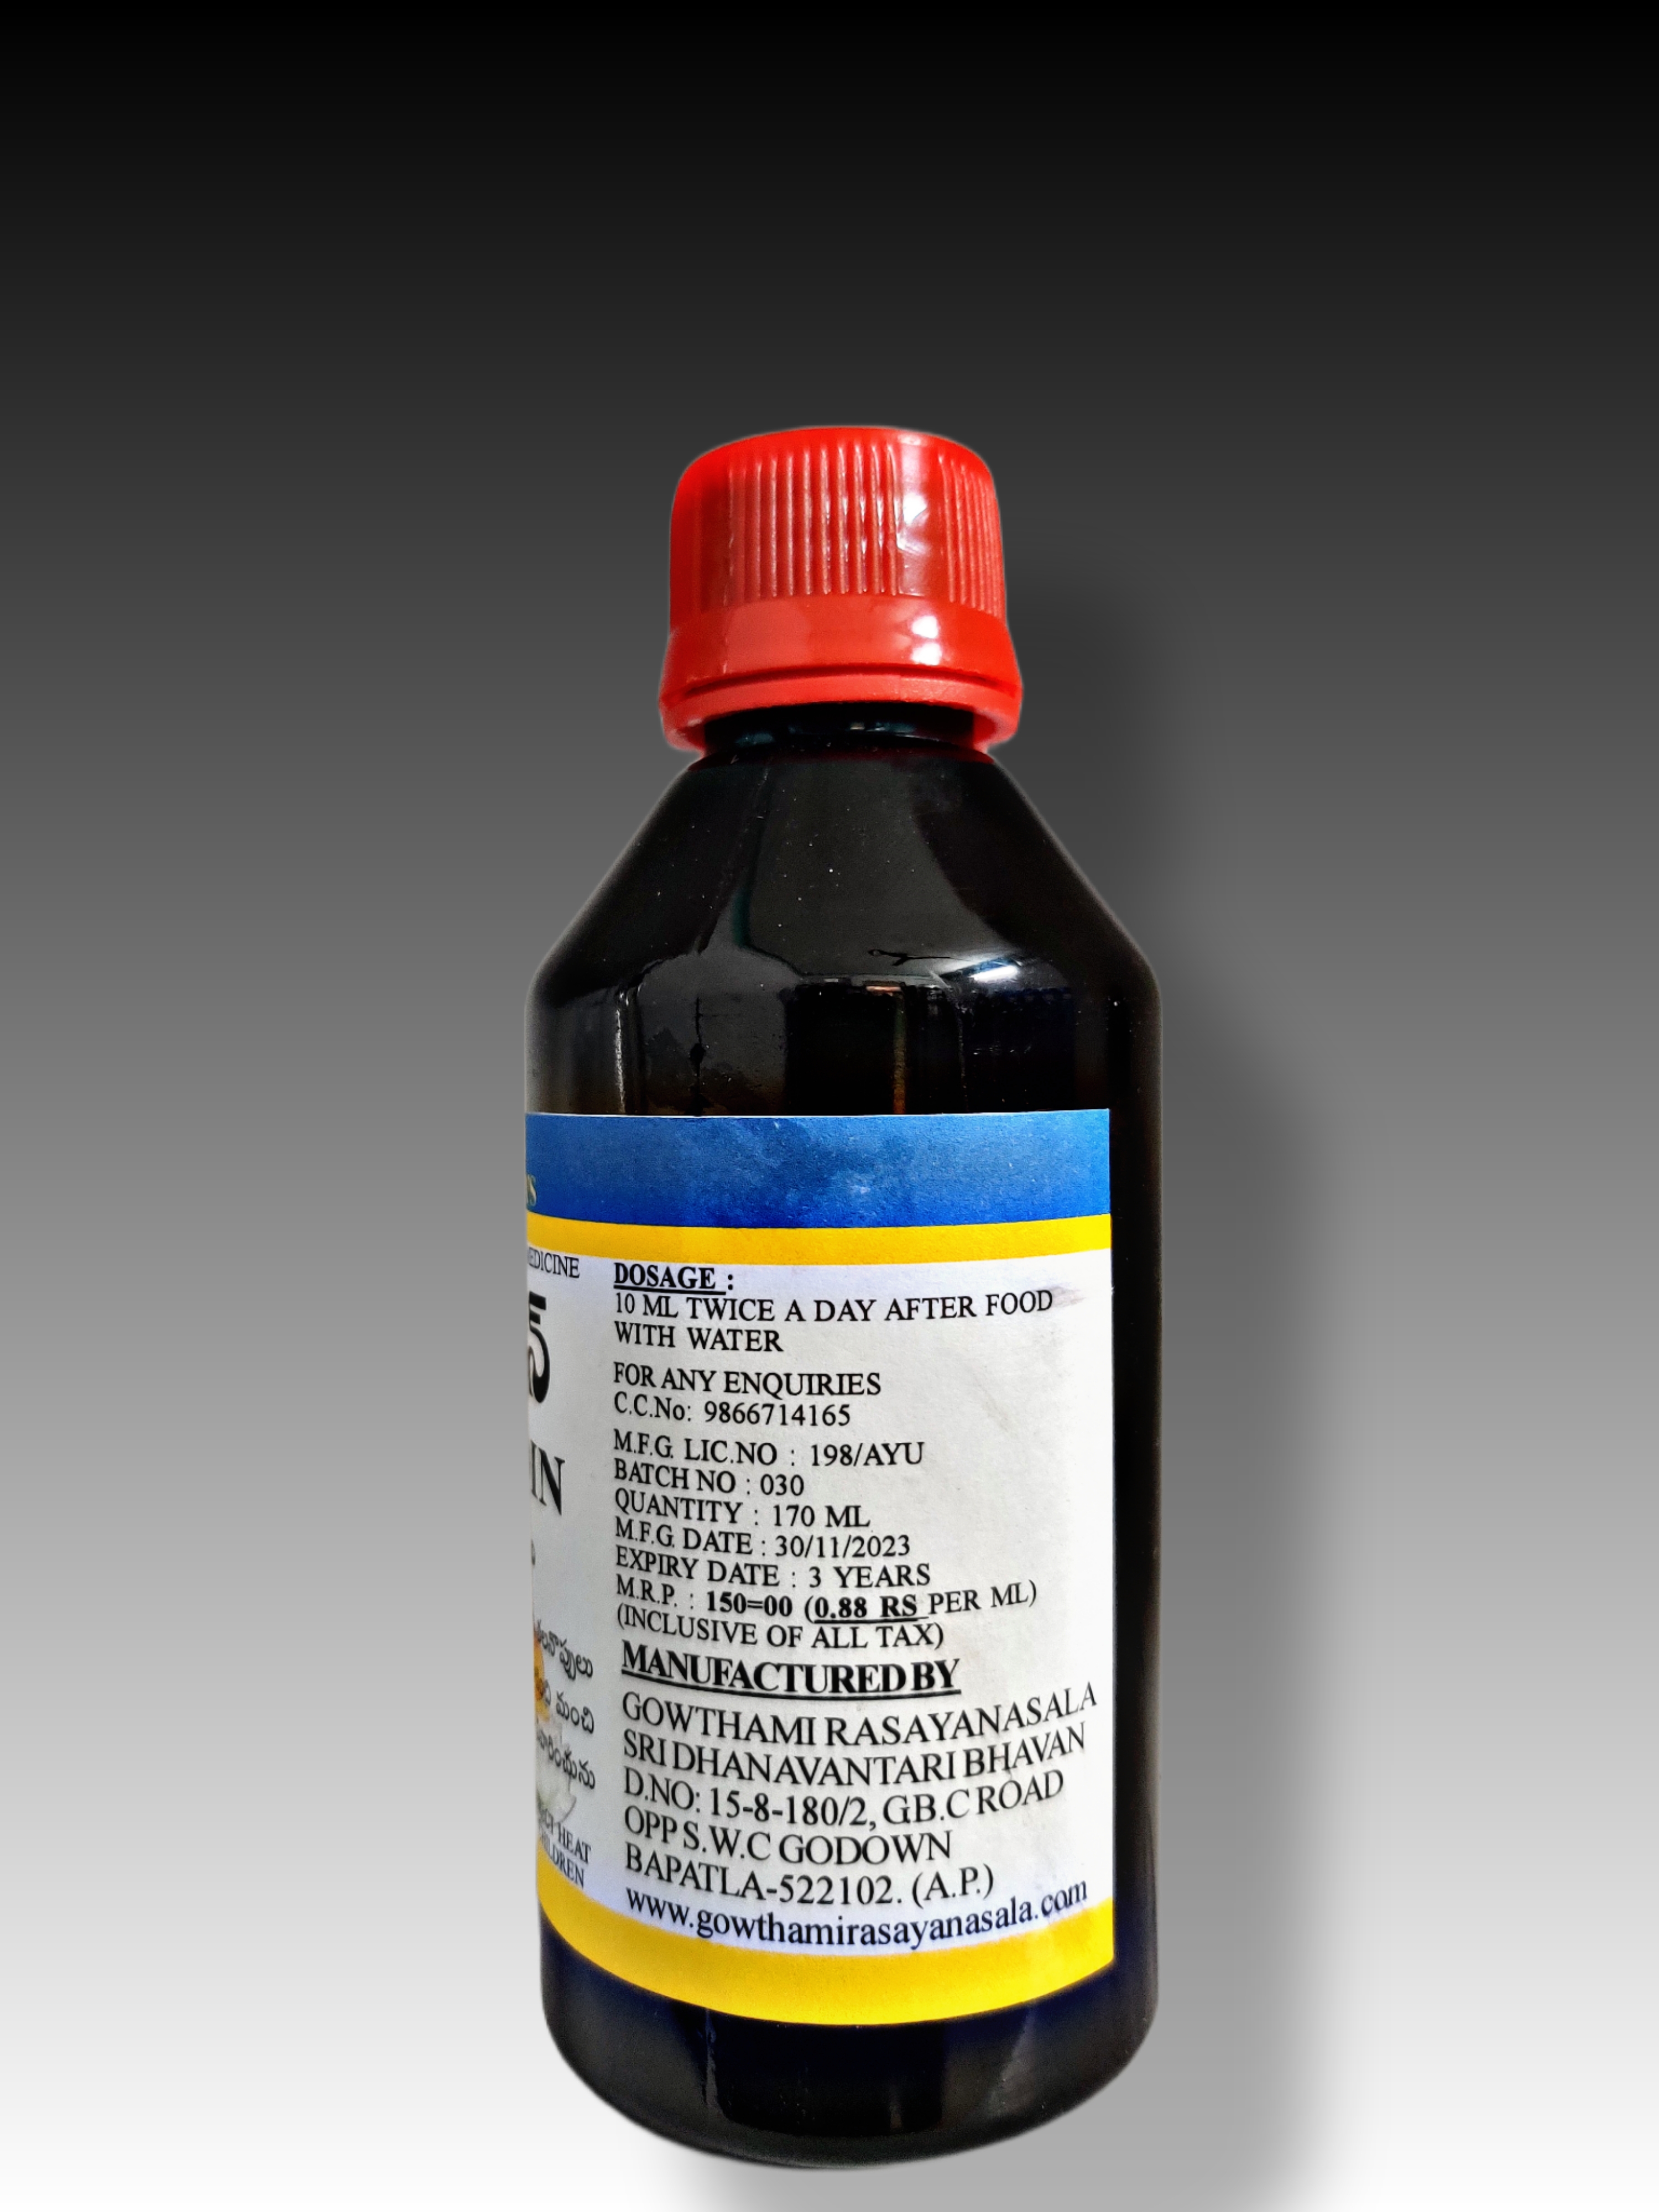 DOSAGE :
10 ML TWICE A DAY AFTER FOOD
WITH WATER
FOR ANY ENQUIRIES
C.C.No: 9866714165
M.F.G. LIC.NO : 198/AYU
BATCH NO : 030
QUANTITY : 170 ML
M.F.G. DATE : 30/11/2023
EXPIRY DATE : 3 YEARS
M.R.P. : 150=00 (0.88 RS PER ML)
(INCLUSIVE OF ALL TAX)
MANUFACTURED BY
GOWTHAMI RASAYANASALA
SRI DHANAVANTARI BHAVAN
D.NO: 15-8-180/2, G.B.C ROAD
OPP S.W.C GODOWN
BAPATLA-522102. (A.P.)
www.gowthamirasayanasala.com
మంచి
HEAT